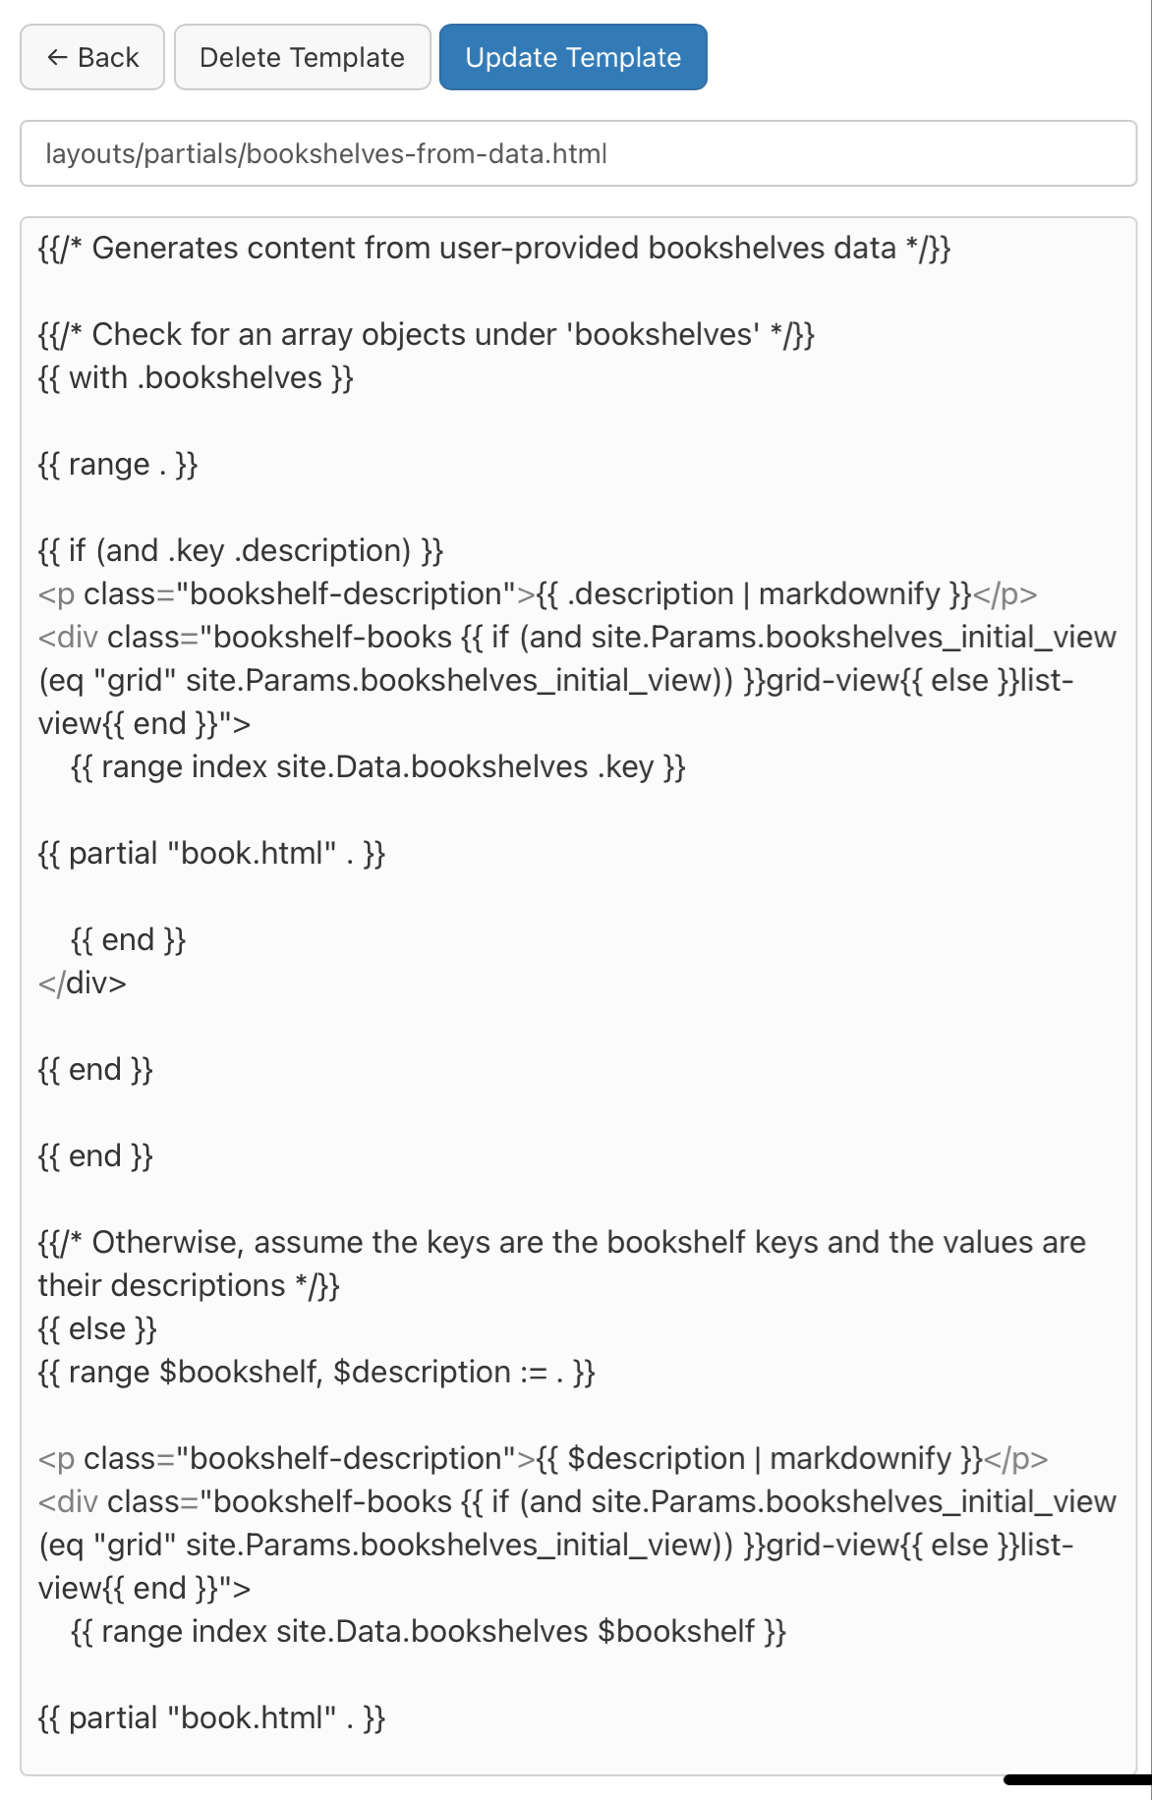 ← Back Delete Template Update Template
layouts/partials/bookshelves-from-data.html
{{/* Generates content from user-provided bookshelves data */}}
{{/* Check for an array objects under 'bookshelves' */}}
{{ with .bookshelves }}
{{ range . }}
{{ if (and .key .description) }}
<p class="bookshelf-description">{{ .description | markdownify }}</p>
<div class="bookshelf-books {{ if (and site.Params.bookshelves_initial_view
(eq "grid" site.Params.bookshelves_initial_view)) }}grid-view{{ else }}list-
view{{ end }}">
{{ range index site.Data.bookshelves .key }}
{{ partial "book.html" . }}
{{ end }}
</div>
{{ end }}
{{ end }}
{{/* Otherwise, assume the keys are the bookshelf keys and the values are
their descriptions */}}
{{ else }}
{{ range $bookshelf, $description := . }}
<p class="bookshelf-description">{{ $description | markdownify }}</p>
<div class="bookshelf-books {{ if (and site.Params.bookshelves_initial_view
(eq "grid" site.Params.bookshelves_initial_view)) }}grid-view{{ else }}list-
view{{ end }}">
{{ range index site.Data.bookshelves $bookshelf }}
{{ partial "book.html" . }}